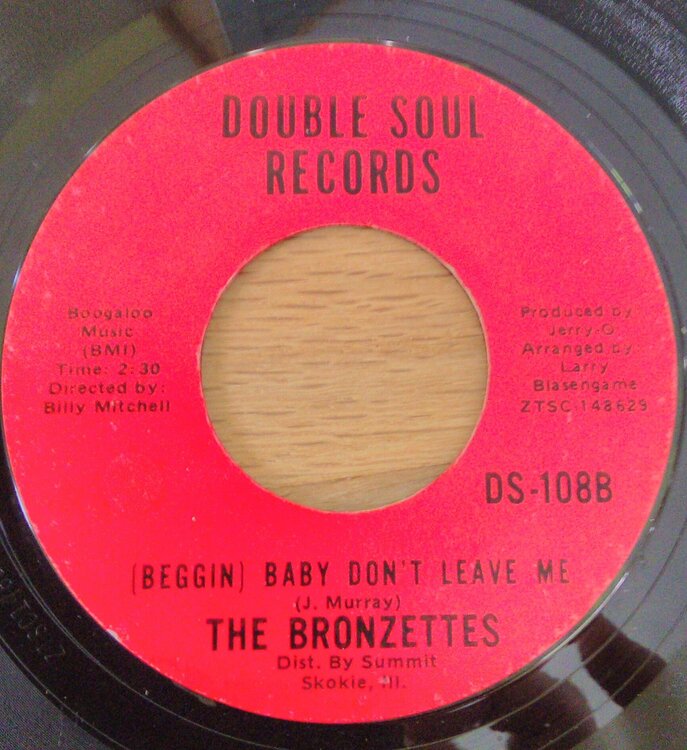 DOUBLE SOUL
RECORDS
Boogaloo
Music
(BMI)
Time: 2:30
Directed by:
Billy Mitchell
Produced by
Jerry-O
Arranged by
Larry
Blasengame
ZTSC-148629
DS-108B
(BEGGIN) BABY DON'T LEAVE ME
(J. Murray)
THE BRONZETTES
Dist. By Summit
Skokie, Ill.